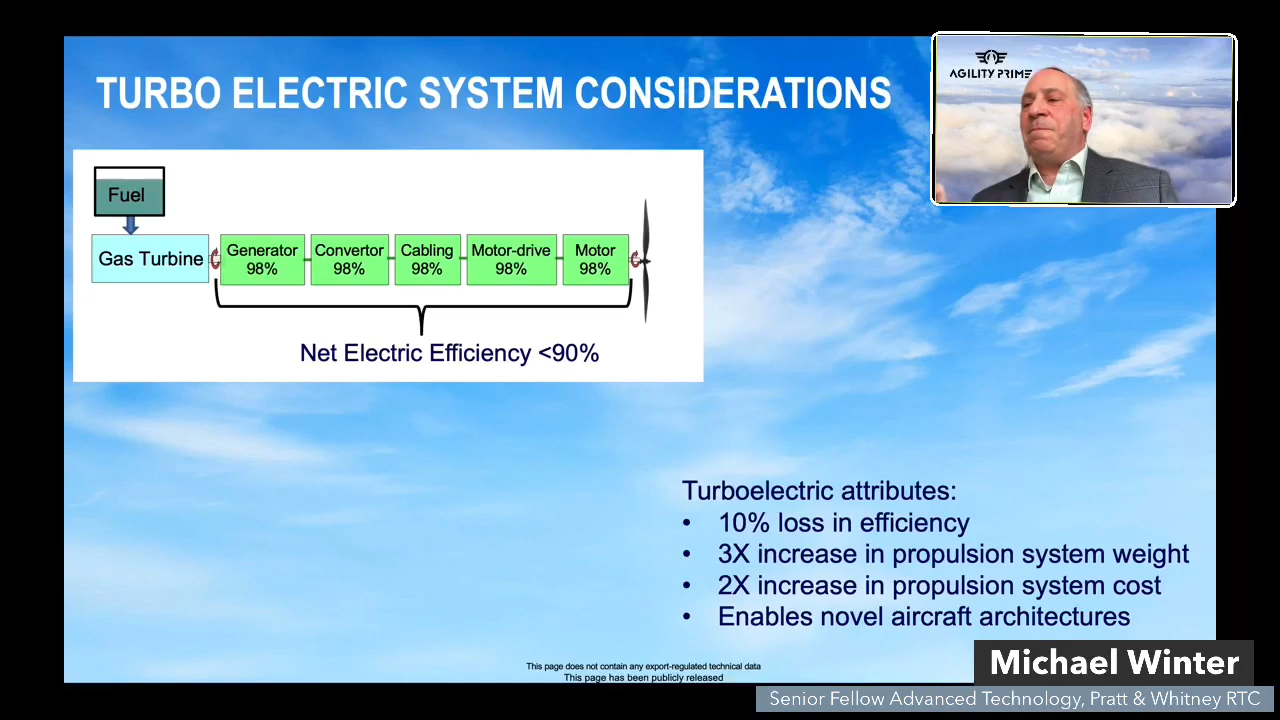 TURBO ELECTRIC SYSTEM CONSIDERATIONS
AGILITY PRIME
Fuel
Gas Turbine
Generator
98%
Convertor
98%
Cabling
98%
Motor-drive
98%
Motor
98%
Net Electric Efficiency <90%
Turboelectric attributes:
• 10% loss in efficiency
• 3X increase in propulsion system weight
• 2X increase in propulsion system cost
• Enables novel aircraft architectures
This page does not contain any export-regulated technical data
This page has been publicly released
Michael Winter
Senior Fellow Advanced Technology, Pratt & Whitney RTC